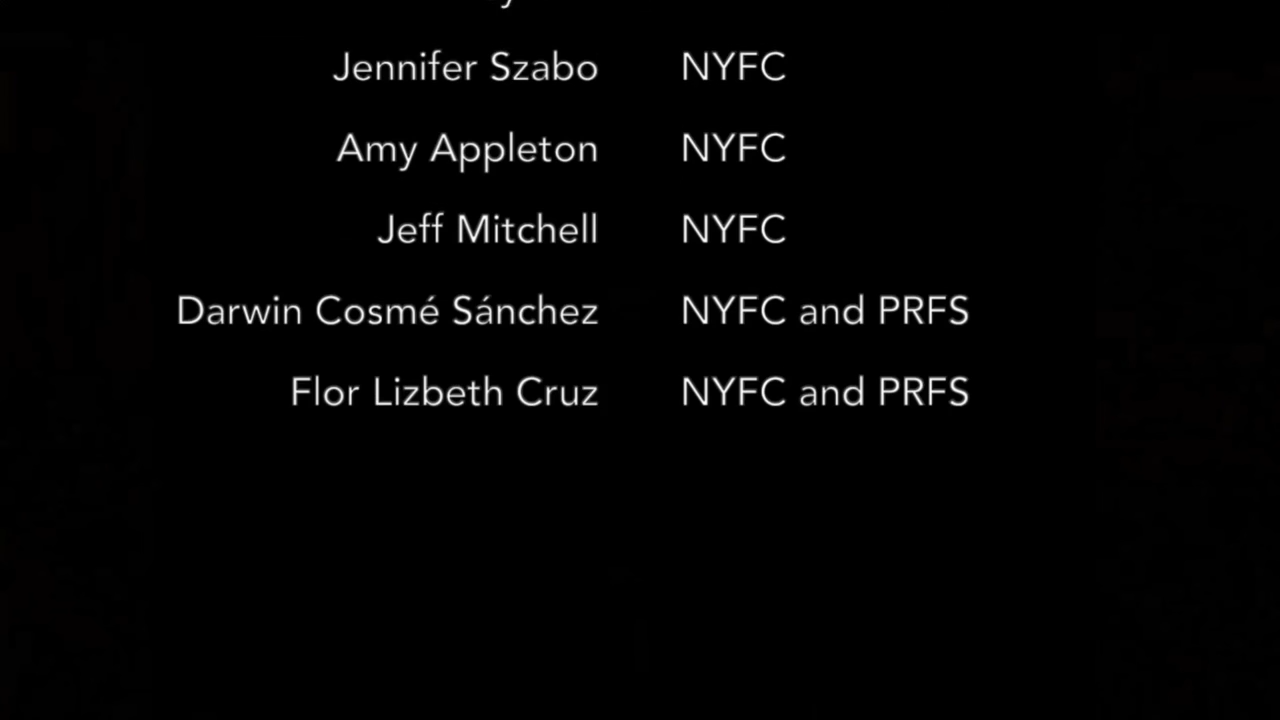 Jennifer Szabo NYFC
Amy Appleton NYFC
Jeff Mitchell NYFC
Darwin Cosmé Sánchez NYFC and PRFS
Flor Lizbeth Cruz NYFC and PRFS